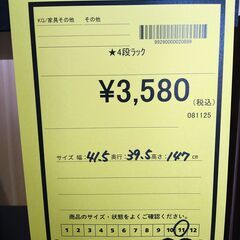 KG/家具その他 その他
99290000020889
★4段ラック
¥3,580
(税込)
081125
サイズ 幅:41.5 奥行:39.5 高さ:147 CM
商品のサイズ・状態をよくご確認ください。
1 2 3 4 5 6 7 8 9 10 11 12